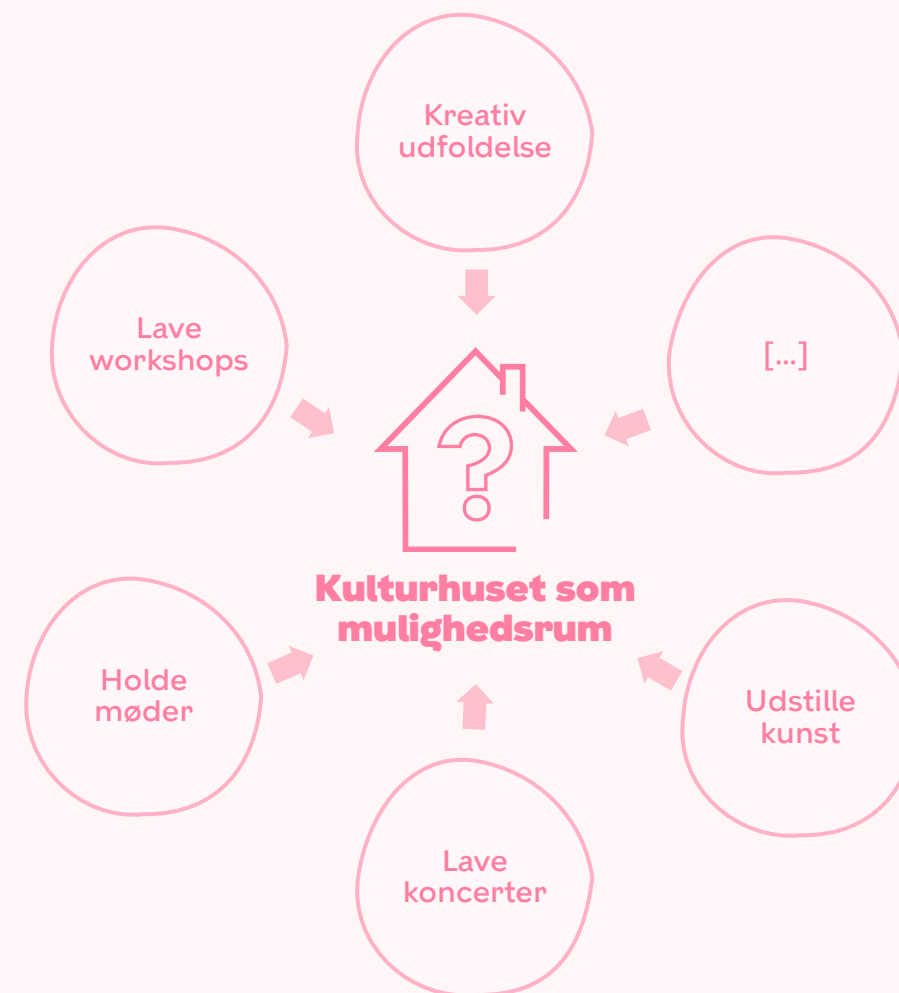 Kreativ
udfoldelse
Lave
workshops
[...]
?
Kulturhuset som
mulighedsrum
Holde
møder
Udstille
kunst
Lave
koncerter